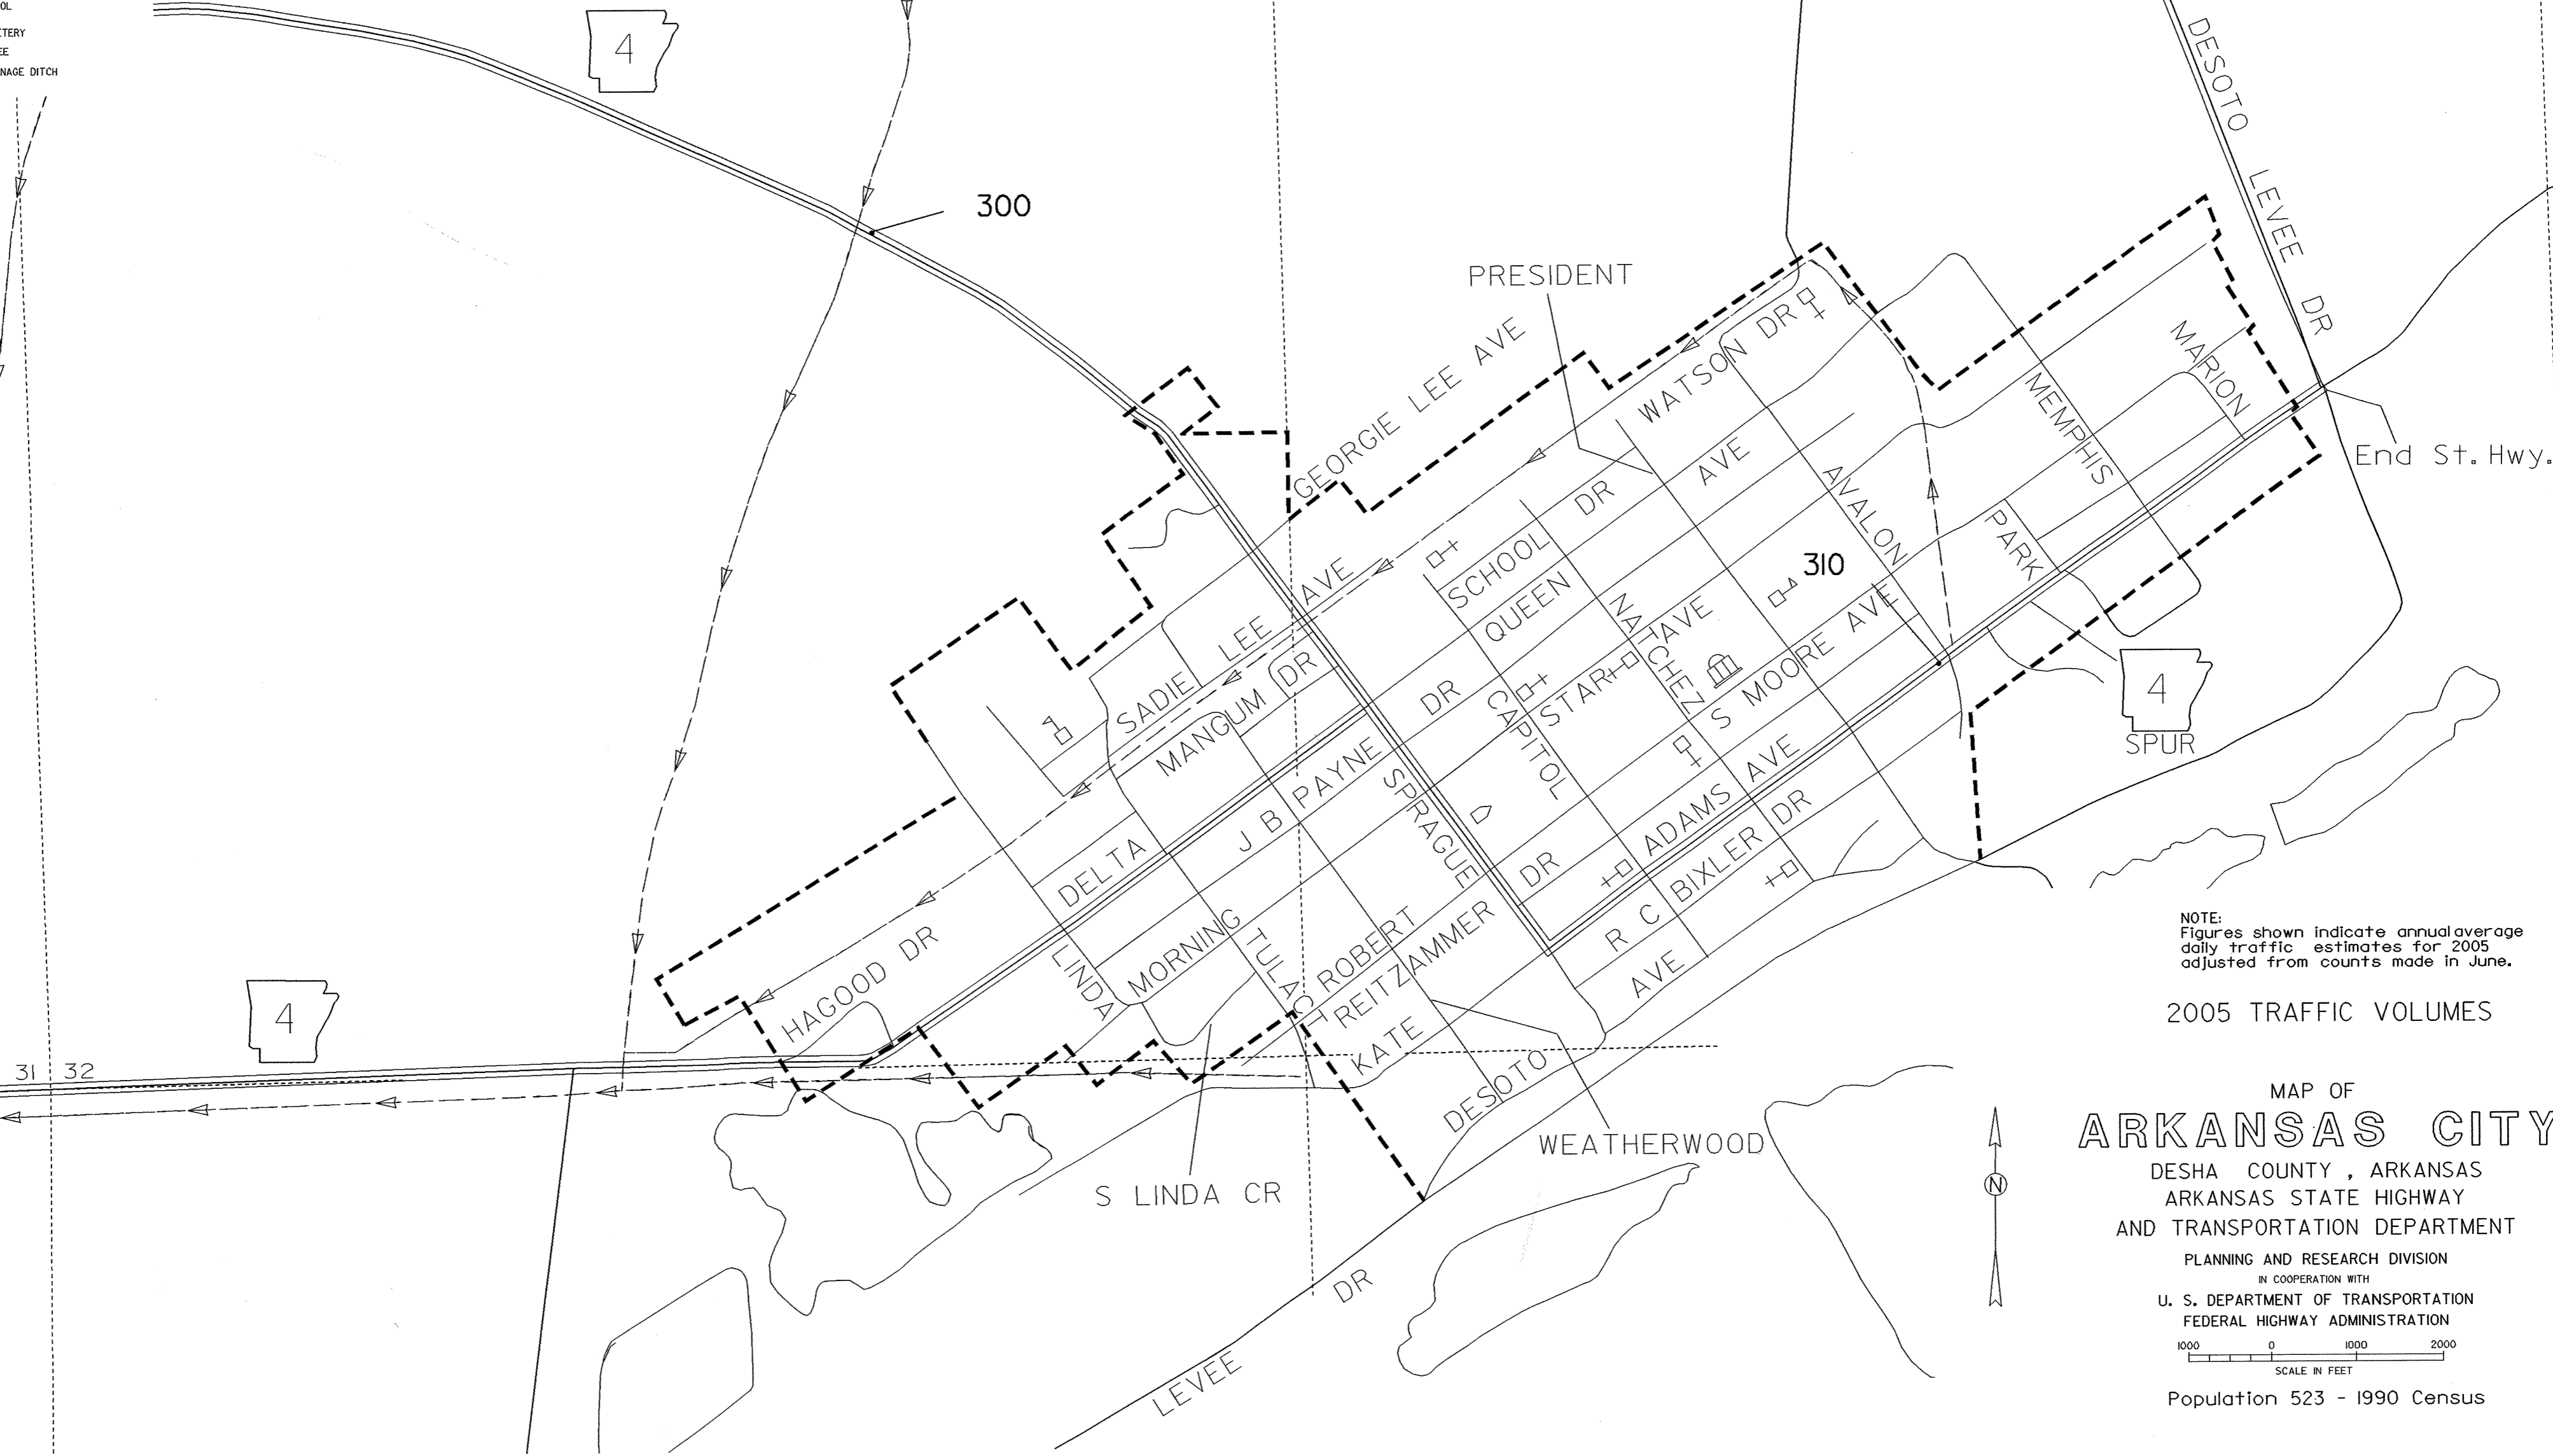 OL
ETERY
EE
NAGE DITCH
4
300
DESOTO LEVEE DR
PRESIDENT
GEORGIE LEE AVE
WATSON DR
MARION
MEMPHIS
End St. Hwy.
AVE
SCHOOL DR
AVALON
PARK
310
SADIE LEE AVE
QUEEN
NATCHEZ
STAR AVE
S MOORE AVE
MANGUM DR
J B PAYNE DR
CAPITOL
4
SPUR
SPRAGUE
DELTA
ADAMS AVE
R C BIXLER DR
HAGOOD DR
LINDA
MORNING
TULACT
ROBERT DR
REITZAMMER
AVE
KATE
DESOTO
4
31 32
WEATHERWOOD
S LINDA CR
LEVEE DR
NOTE:
Figures shown indicate annual average
daily traffic estimates for 2005
adjusted from counts made in June.
2005 TRAFFIC VOLUMES
N
MAP OF
ARKANSAS CITY
DESHA COUNTY , ARKANSAS
ARKANSAS STATE HIGHWAY
AND TRANSPORTATION DEPARTMENT
PLANNING AND RESEARCH DIVISION
IN COOPERATION WITH
U. S. DEPARTMENT OF TRANSPORTATION
FEDERAL HIGHWAY ADMINISTRATION
1000 0 1000 2000
SCALE IN FEET
Population 523 - 1990 Census